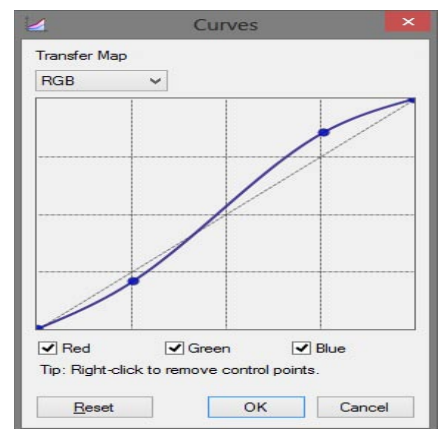 Curves
Transfer Map
RGB
Red Green Blue
Tip: Right-click to remove control points.
Reset OK Cancel